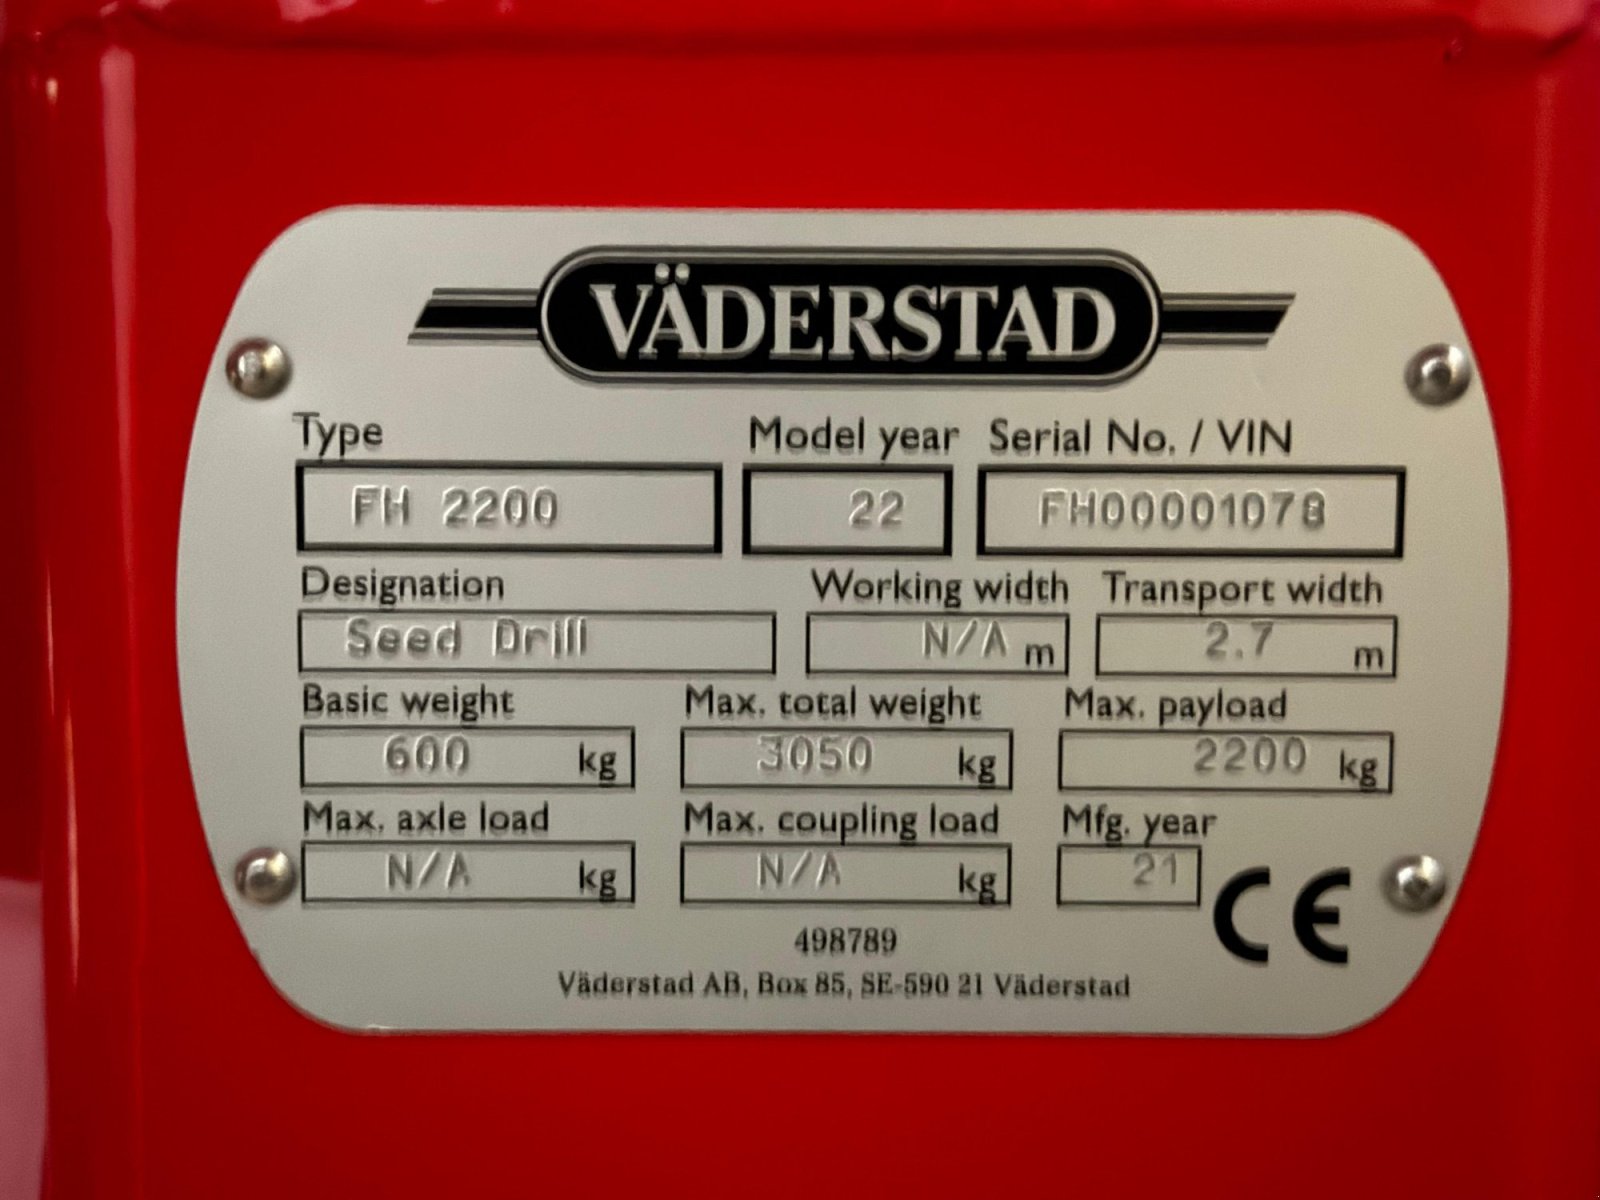 VÄDERSTAD
Type Model year Serial No. / VIN
FH 2200 22 FH00001078
Designation Working width Transport width
Seed Drill N/A m 2.7 m
Basic weight Max. total weight Max. payload
600 kg 3050 kg 2200 kg
Max. axle load Max. coupling load Mfg. year
N/A kg N/A kg 21
CE
498789
Väderstad AB, Box 85, SE-590 21 Väderstad